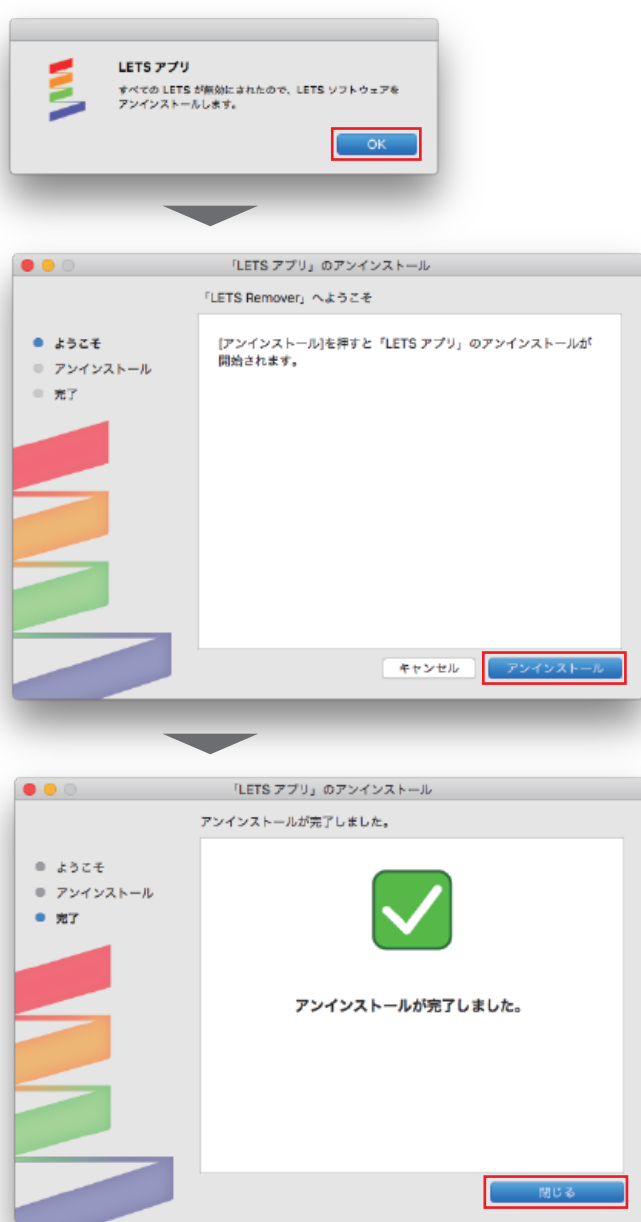 LETS アプリ
すべての LETS が無効にされたので、LETS ソフトウェアを
アンインストールします。
OK
「LETS アプリ」のアンインストール
「LETS Remover」へようこそ
ようこそ
アンインストール
完了
[アンインストール]を押すと「LETS アプリ」のアンインストールが
開始されます。
キャンセル
アンインストール
「LETS アプリ」のアンインストール
アンインストールが完了しました。
ようこそ
アンインストール
完了
アンインストールが完了しました。
閉じる